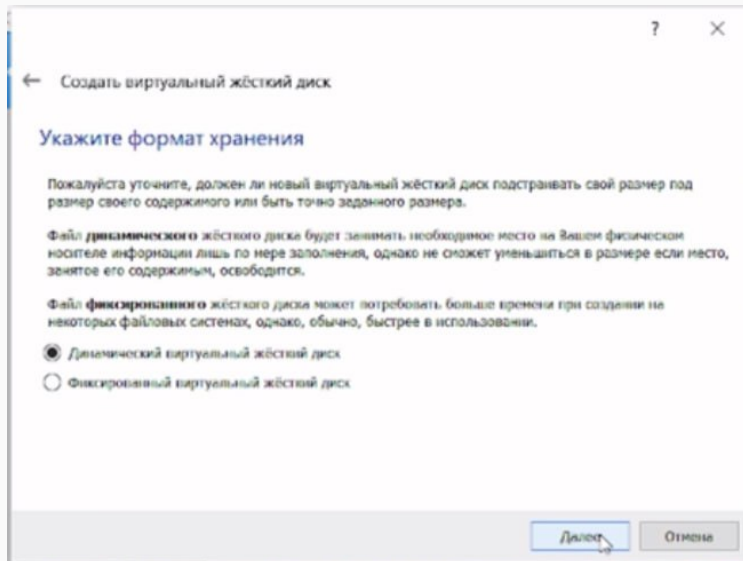 ?
Создать виртуальный жёсткий диск
Укажите формат хранения
Пожалуйста уточните, должен ли новый виртуальный жёсткий диск подстраивать свой размер под
размер своего содержимого или быть точно заданного размера.
Файл динамического жёсткого диска будет занимать необходимое место на Вашем физическом
носителе информации лишь по мере заполнения, однако не сможет уменьшиться в размере если место,
занятое его содержимым, освободится.
Файл фиксированного жёсткого диска может потребовать больше времени при создании на
некоторых файловых системах, однако, обычно, быстрее в использовании.
Динамический виртуальный жёсткий диск
Фиксированный виртуальный жёсткий диск
Далее Отмена